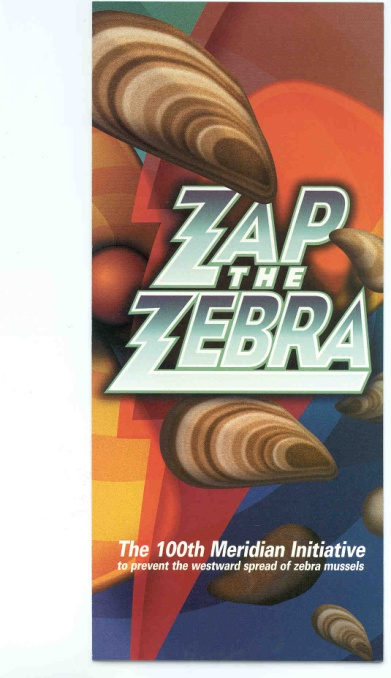 ZAP
THE
ZEBRA
The 100th Meridian Initiative
to prevent the westward spread of zebra mussels